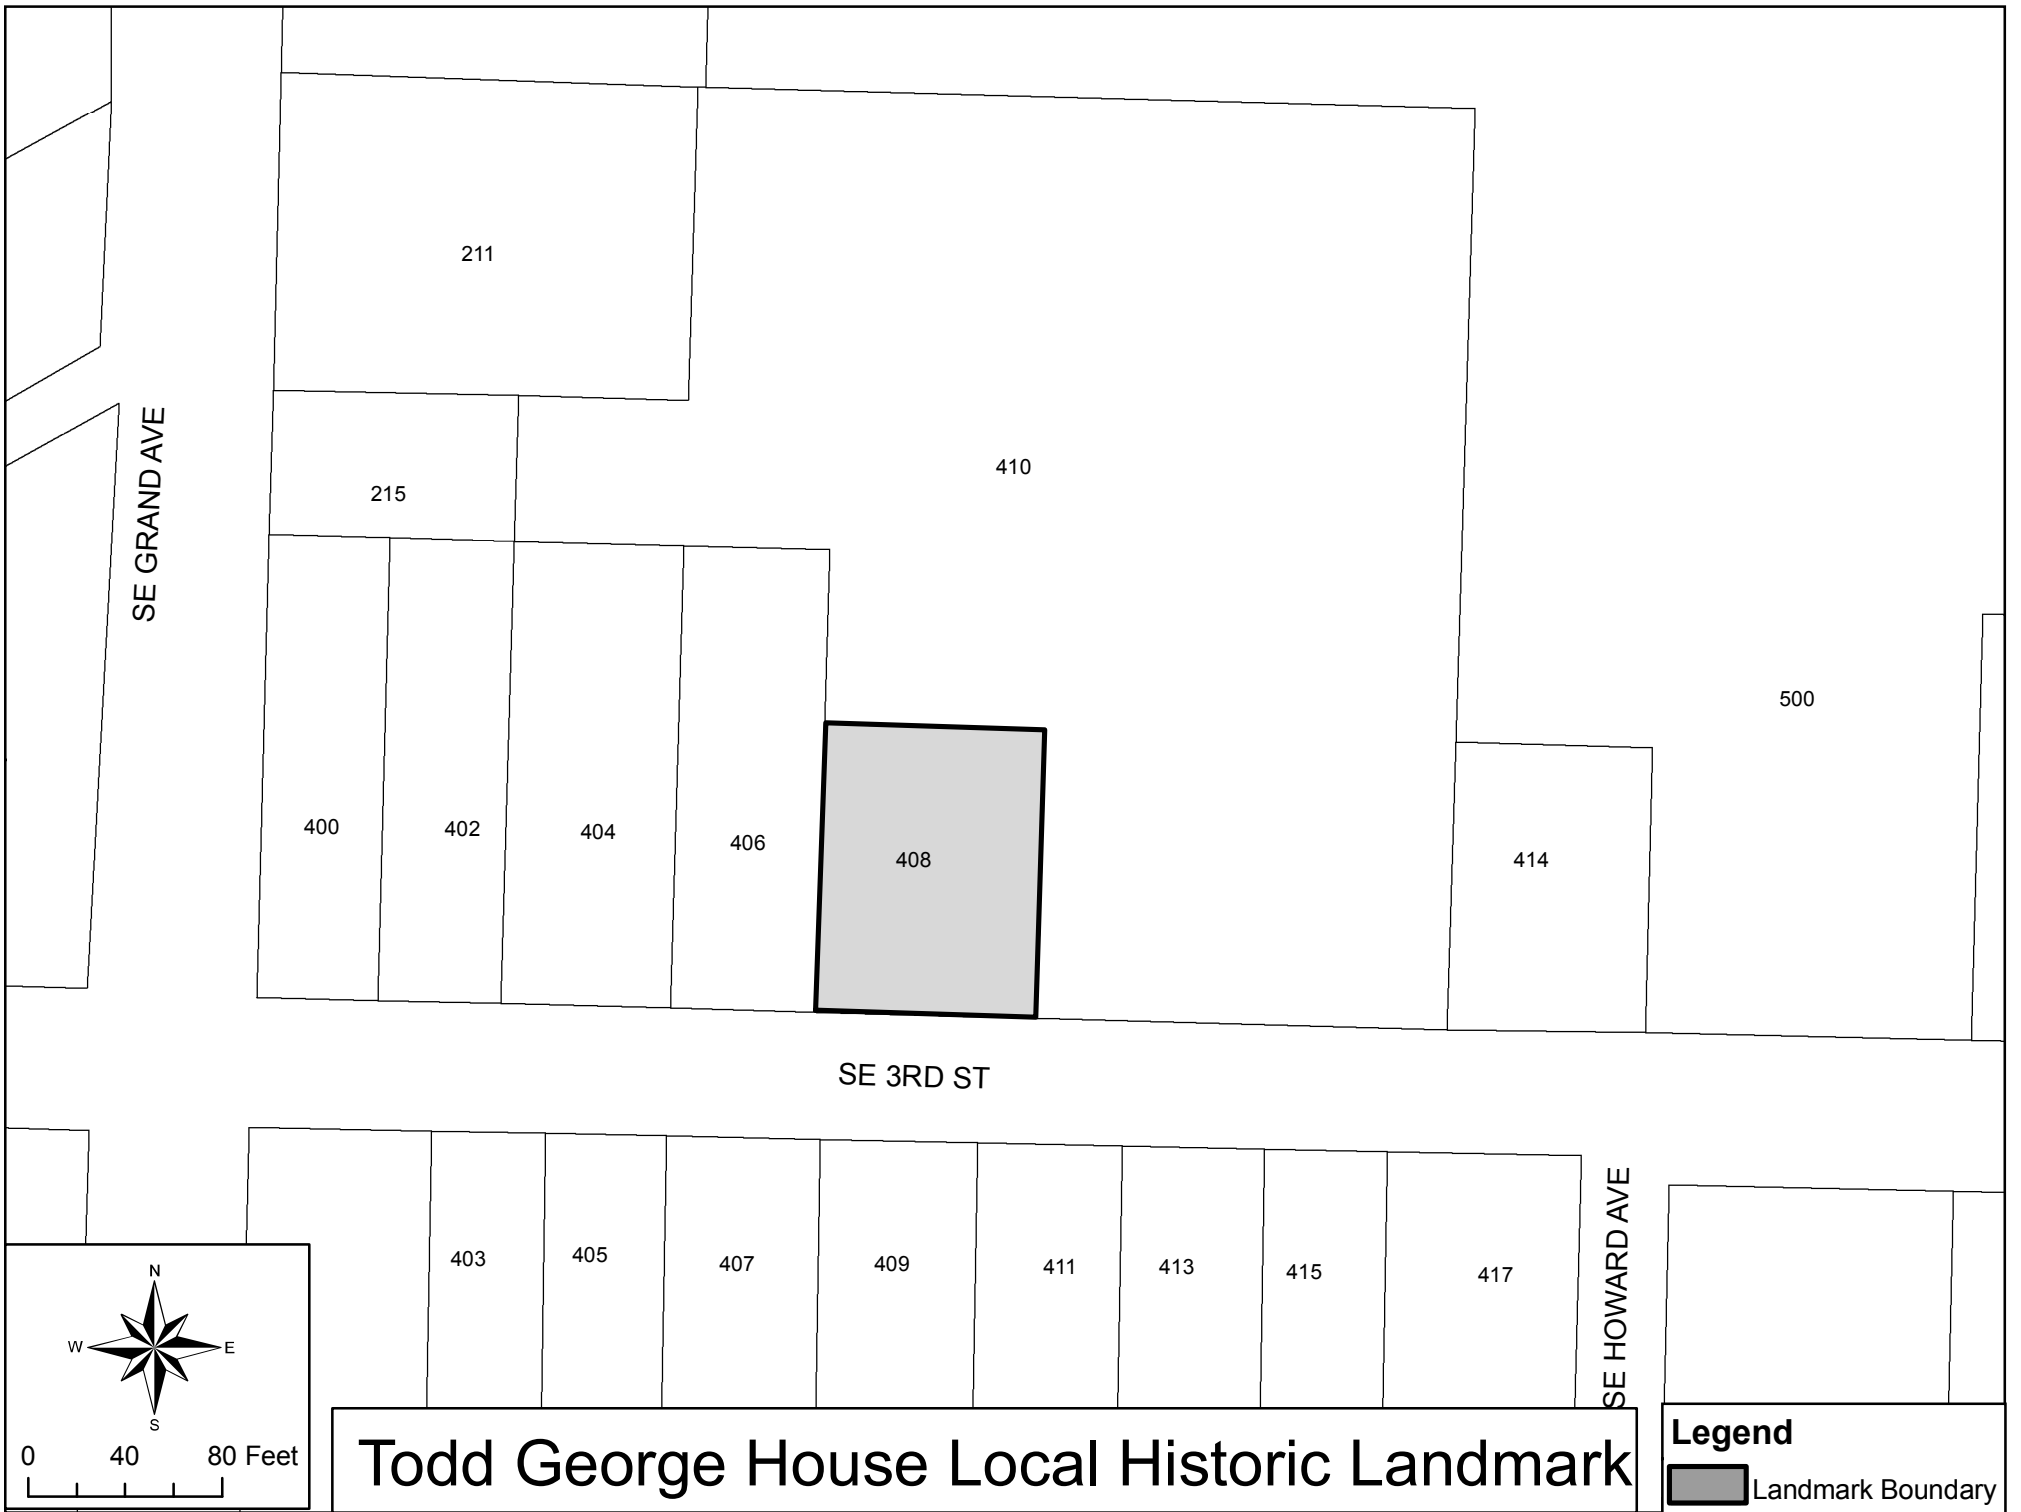 211
410
215
SE GRAND AVE
500
400
402
404
406
408
414
SE 3RD ST
403
405
407
409
411
413
415
417
SE HOWARD AVE
N
W
E
S
0 40 80 Feet
Todd George House Local Historic Landmark
Legend
Landmark Boundary